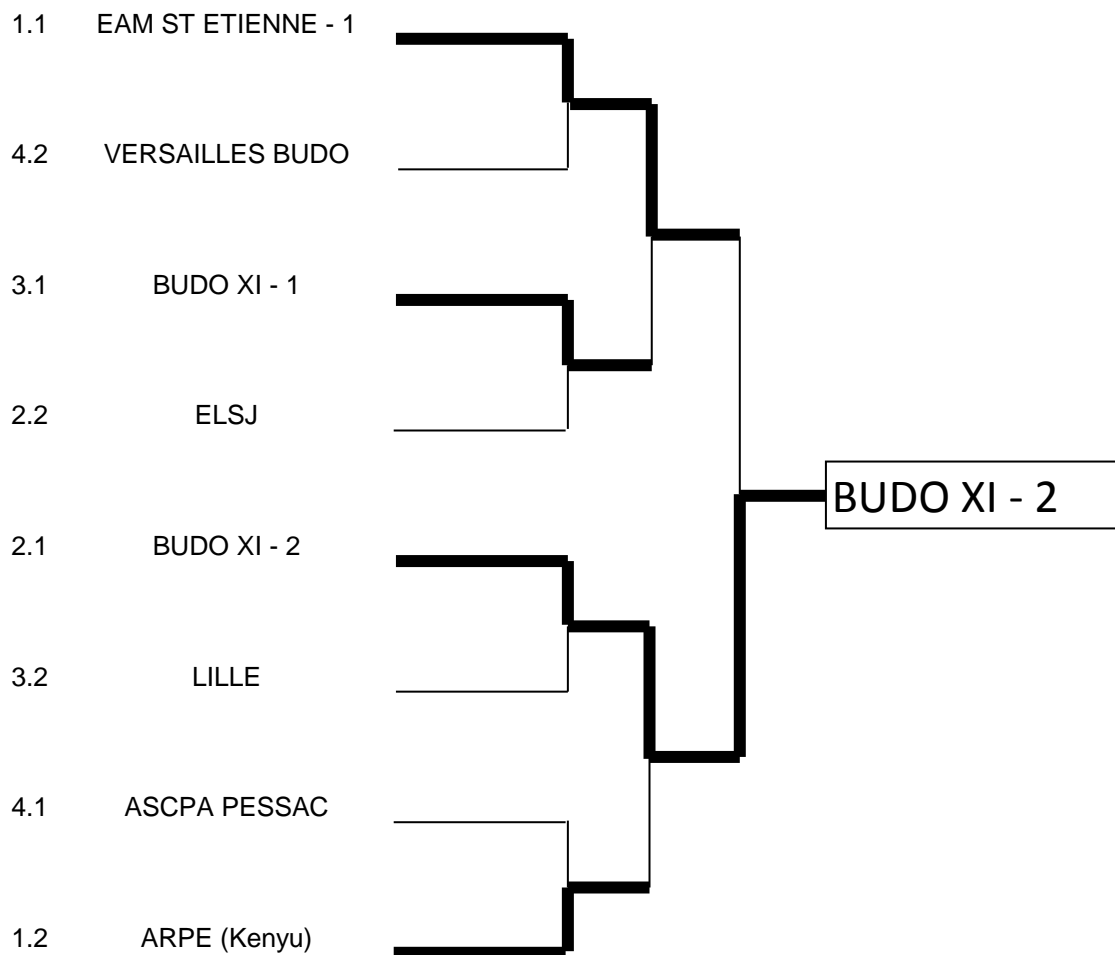 1.1 EAM ST ETIENNE - 1
4.2 VERSAILLES BUDO
3.1 BUDO XI - 1
2.2 ELSJ
BUDO XI - 2
2.1 BUDO XI - 2
3.2 LILLE
4.1 ASCPA PESSAC
1.2 ARPE (Kenyu)